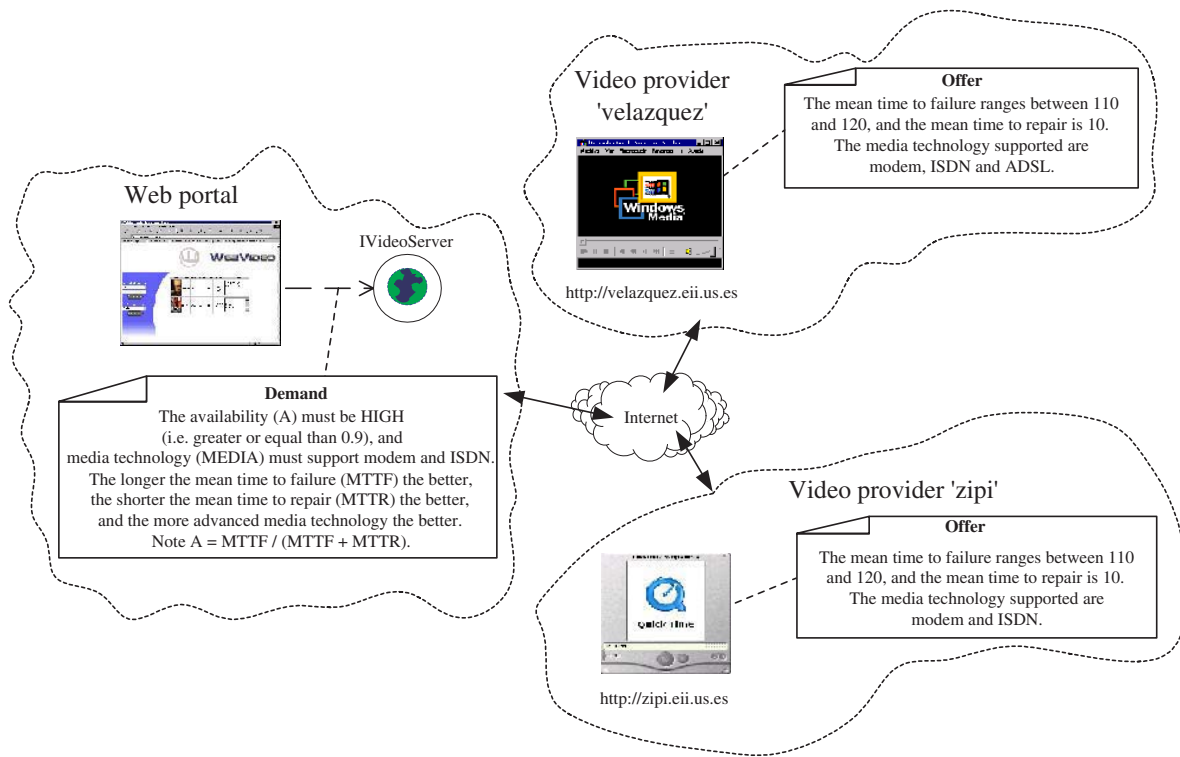 Video provider
'velazquez'
Offer
The mean time to failure ranges between 110
and 120, and the mean time to repair is 10.
The media technology supported are
modem, ISDN and ADSL.
Windows
Media
http://velazquez.eii.us.es
Web portal
IVideoServer
WebVideo
Demand
The availability (A) must be HIGH
(i.e. greater or equal than 0.9), and
media technology (MEDIA) must support modem and ISDN.
The longer the mean time to failure (MTTF) the better,
the shorter the mean time to repair (MTTR) the better,
and the more advanced media technology the better.
Note A = MTTF / (MTTF + MTTR).
Internet
Video provider 'zipi'
Offer
The mean time to failure ranges between 110
and 120, and the mean time to repair is 10.
The media technology supported are
modem and ISDN.
QuickTime
http://zipi.eii.us.es